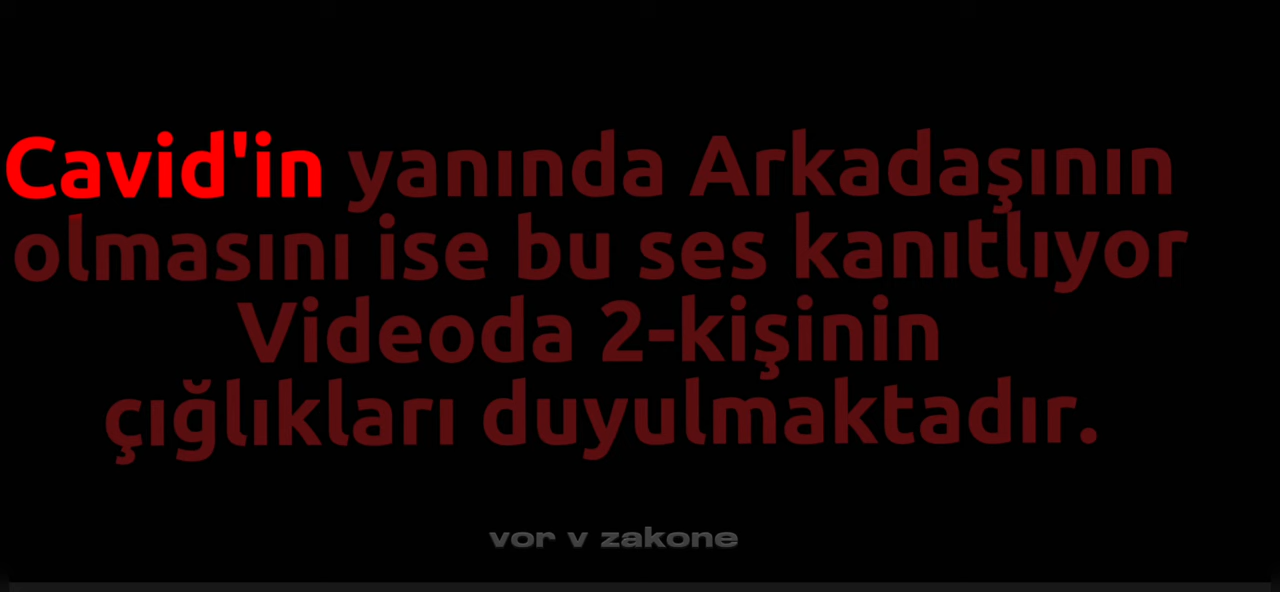 Cavid'in yanında Arkadaşının
olmasını ise bu ses kanıtlıyor
Videoda 2-kişinin
çığlıkları duyulmaktadır.
vor v zakone